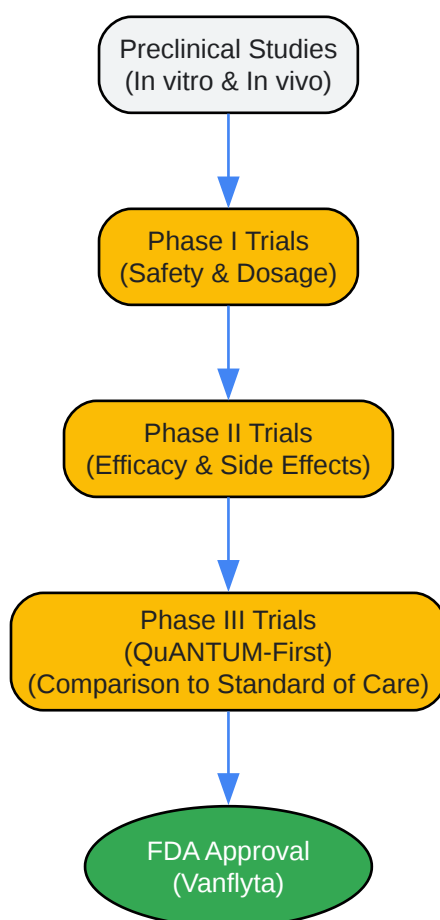 Preclinical Studies
(In vitro & In vivo)
Phase I Trials
(Safety & Dosage)
Phase II Trials
(Efficacy & Side Effects)
Phase III Trials
(QuANTUM-First)
(Comparison to Standard of Care)
FDA Approval
(Vanflyta)